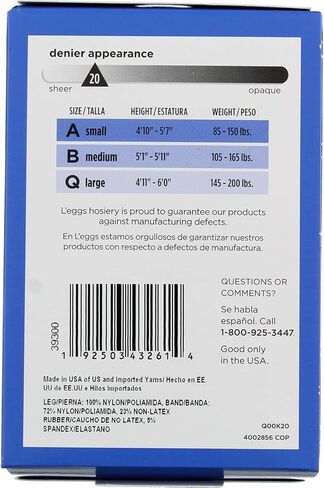 denier appearance
20
sheer opaque
SIZE/TALLA HEIGHT/ESTATURA WEIGHT/PESO
A small 4'10" - 5'7" 85 - 150 lbs.
B medium 5'1" - 5'11" 105 - 165 lbs.
Q large 4'11" - 6'0" 145 - 200 lbs.
L'eggs hosiery is proud to guarantee our products
against manufacturing defects.
En L'eggs estamos orgullosos de garantizar nuestros
productos con respecto a defectos de manufactura.
QUESTIONS OR
COMMENTS?
Se habla
español. Call
1-800-925-3447
Good only
in the USA.
39300
1 92503 43261 4
Made in USA of US and Imported Yarns/ Hecho en EE.
UU de EE.UU e Hilos Importados
LEG/PIERNA: 100% NYLON/POLIAMIDA, BAND/BANDA:
72% NYLON/POLIAMIDA, 23% NON-LATEX
RUBBER/CAUCHO DE NO LATEX, 5%
SPANDEX/ELASTANO
Q00K20
4002856 COP